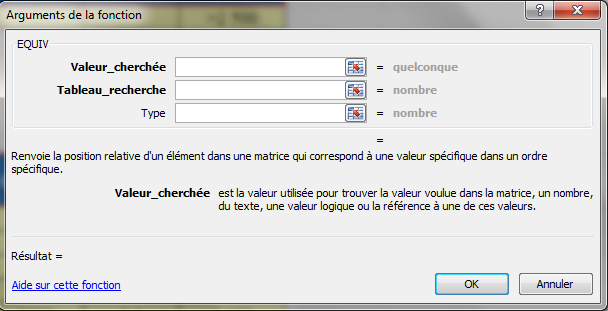 Arguments de la fonction
EQUIV
Valeur_cherchée = quelconque
Tableau_recherche = nombre
Type = nombre
=
Renvoie la position relative d'un élément dans une matrice qui correspond à une valeur spécifique dans un ordre
spécifique.
Valeur_cherchée est la valeur utilisée pour trouver la valeur voulue dans la matrice, un nombre,
du texte, une valeur logique ou la référence à une de ces valeurs.
Résultat =
Aide sur cette fonction OK Annuler